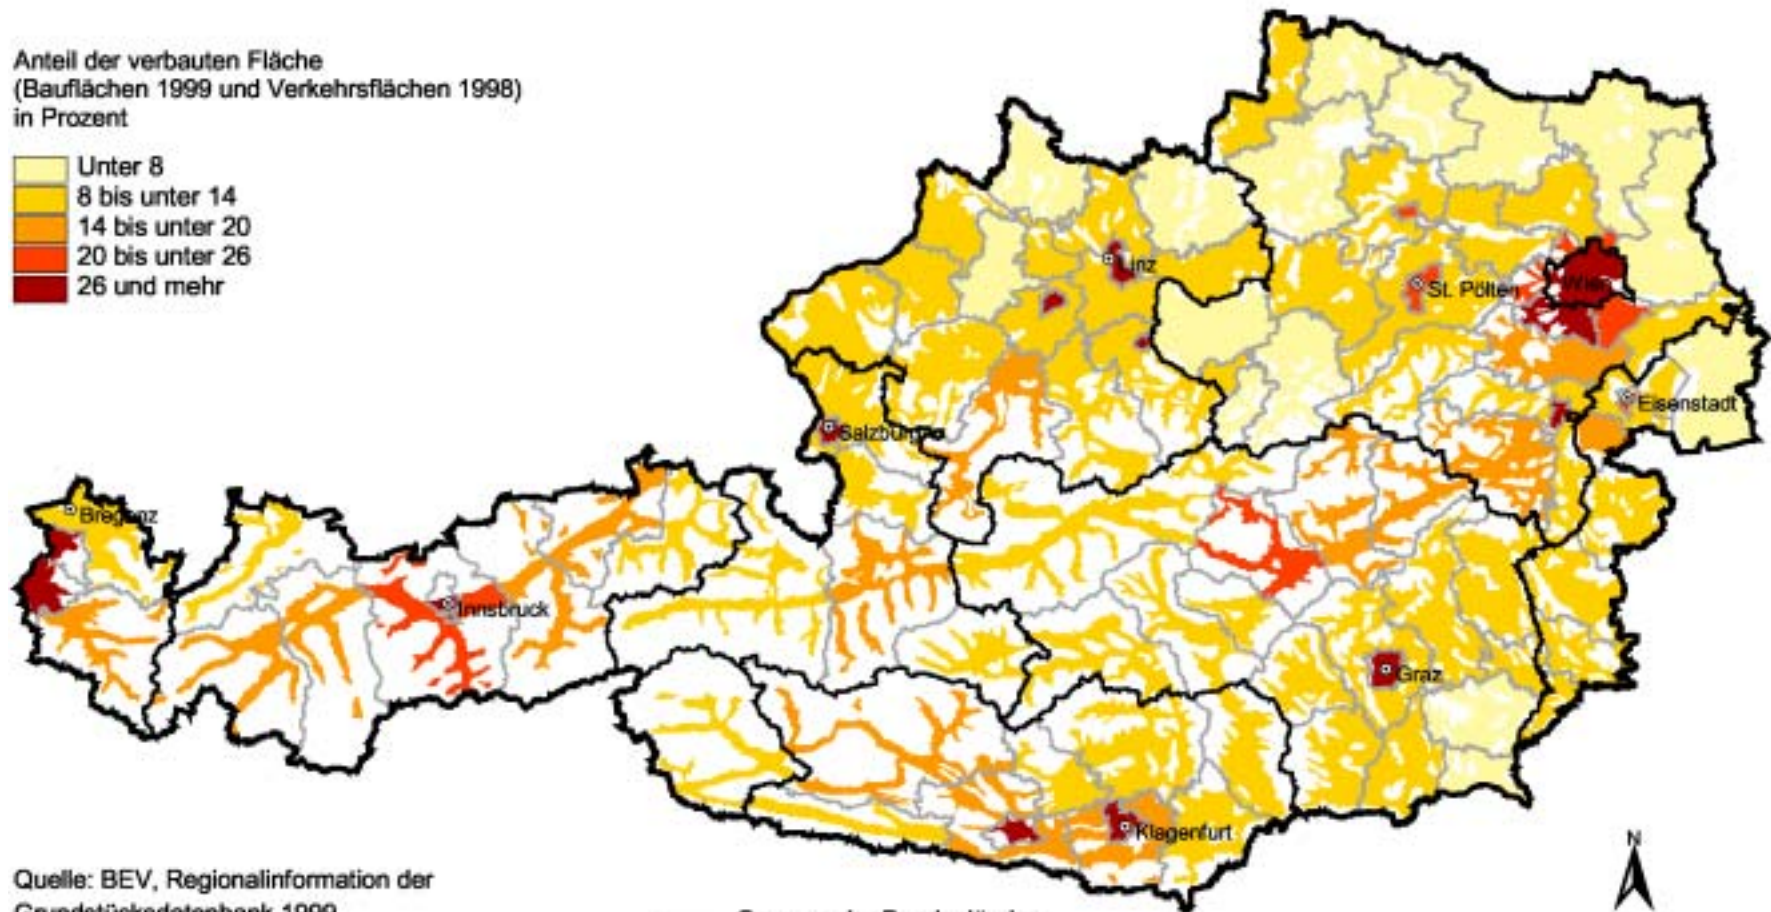 Anteil der verbauten Fläche
(Bauflächen 1999 und Verkehrsflächen 1998)
in Prozent
Unter 8
8 bis unter 14
14 bis unter 20
20 bis unter 26
26 und mehr
Linz
St. Pölten
Wien
Eisenstadt
Salzburg
Bregenz
Innsbruck
Graz
Klagenfurt
N
Quelle: BEV, Regionalinformation der
Grundstücksdatenbank 1999